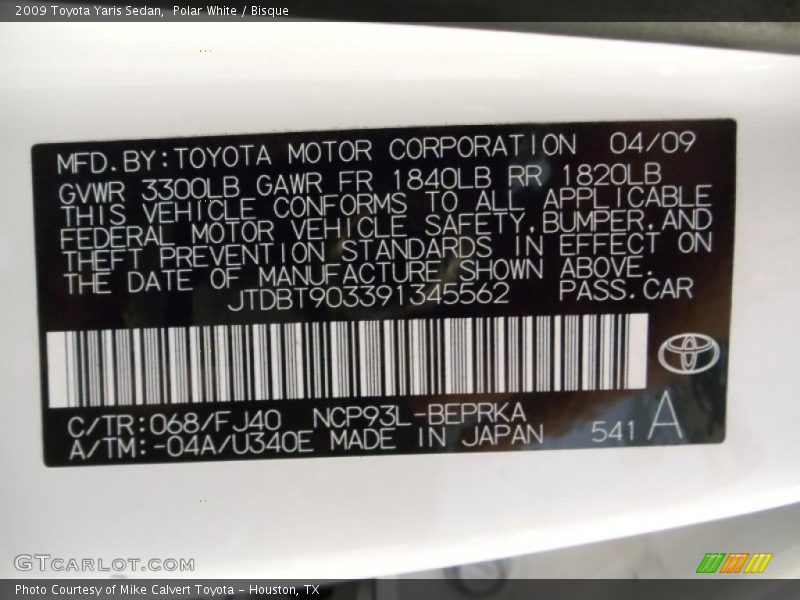 2009 Toyota Yaris Sedan,  Polar White / Bisque
MFD.BY:TOYOTA MOTOR CORPORATION 04/09
GVWR 3300LB GAWR FR 1840LB RR 1820LB
THIS VEHICLE CONFORMS TO ALL APPLICABLE
FEDERAL MOTOR VEHICLE SAFETY,BUMPER,AND
THEFT PREVENTION STANDARDS IN EFFECT ON
THE DATE OF MANUFACTURE SHOWN ABOVE.
JTDBT903391345562 PASS.CAR
C/TR:068/FJ40 NCP93L-BEPRKA
A/TM:-04A/U340E MADE IN JAPAN 541 A
GTCARLOT.COM
Photo Courtesy of Mike Calvert Toyota - Houston, TX